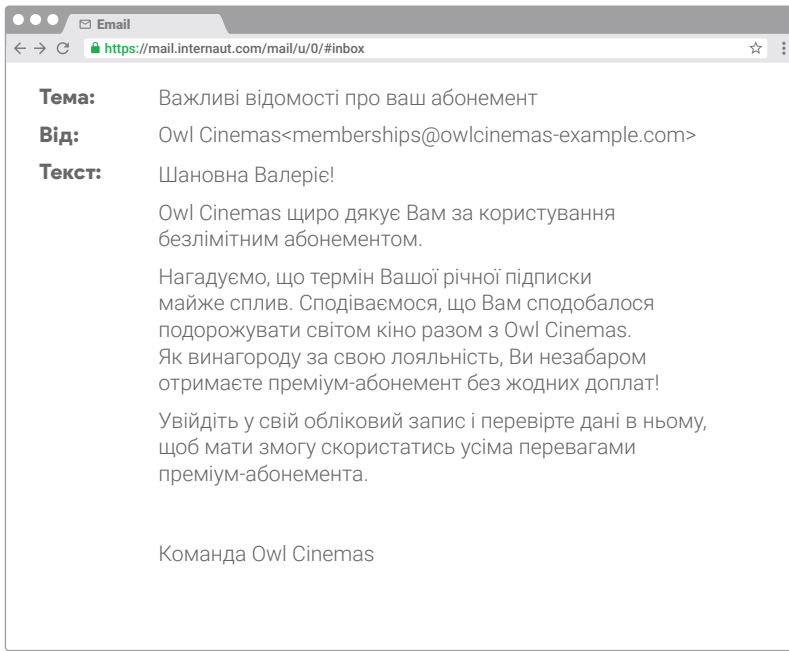 Email
https://mail.internaut.com/mail/u/0/#inbox
Тема: Важливі відомості про ваш абонемент
Від: Owl Cinemas<memberships@owlcinemas-example.com>
Текст: Шановна Валеріє!
Owl Cinemas щиро дякує Вам за користування
безлімітним абонементом.
Нагадуємо, що термін Вашої річної підписки
майже сплив. Сподіваємося, що Вам сподобалося
подорожувати світом кіно разом з Owl Cinemas.
Як винагороду за свою лояльність, Ви незабаром
отримаєте преміум-абонемент без жодних доплат!
Увійдіть у свій обліковий запис і перевірте дані в ньому,
щоб мати змогу скористатись усіма перевагами
преміум-абонемента.
Команда Owl Cinemas